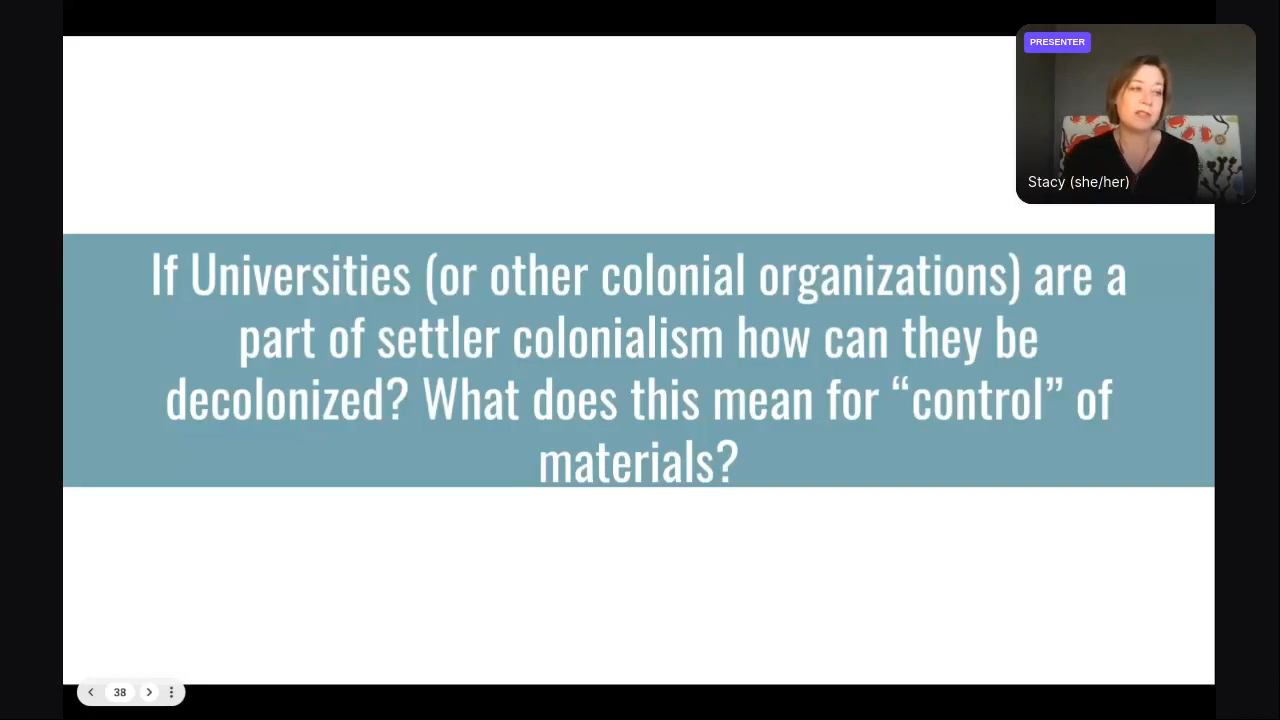 PRESENTER
Stacy (she/her)
If Universities (or other colonial organizations) are a
part of settler colonialism how can they be
decolonized? What does this mean for “control” of
materials?
38